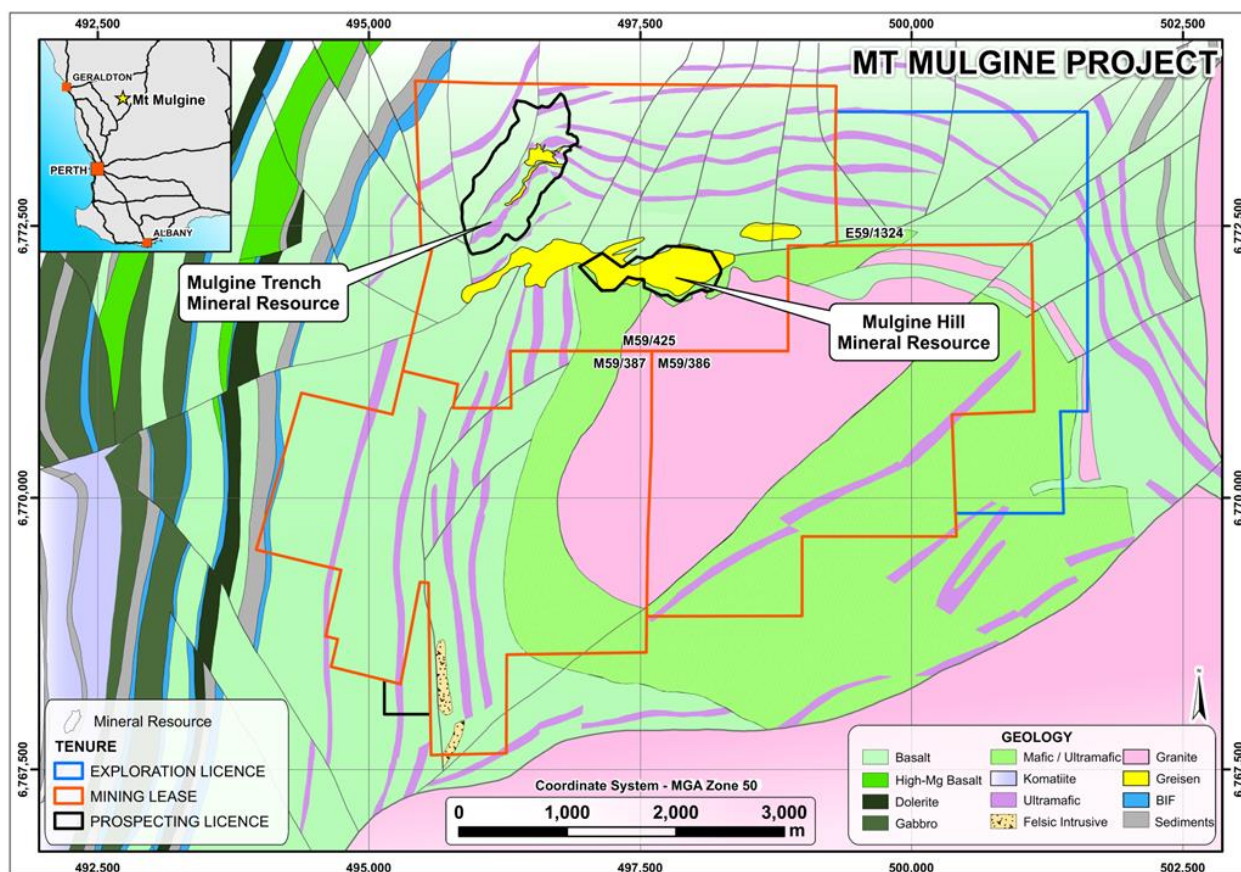 492,500
495,000
497,500
500,000
502,500
MT MULGINE PROJECT
GERALDTON
Mt Mulgine
PERTH
ALBANY
6,772,500
6,772,500
E59/1324
Mulgine Trench
Mineral Resource
Mulgine Hill
Mineral Resource
M59/425
M59/387
M59/386
6,770,000
6,770,000
N
Mineral Resource
TENURE
EXPLORATION LICENCE
MINING LEASE
PROSPECTING LICENCE
Coordinate System - MGA Zone 50
0
1,000
2,000
3,000
m
GEOLOGY
Basalt
High-Mg Basalt
Dolerite
Gabbro
Mafic / Ultramafic
Komatiite
Ultramafic
Felsic Intrusive
Granite
Greisen
BIF
Sediments
6,767,500
6,767,500
492,500
495,000
497,500
500,000
502,500